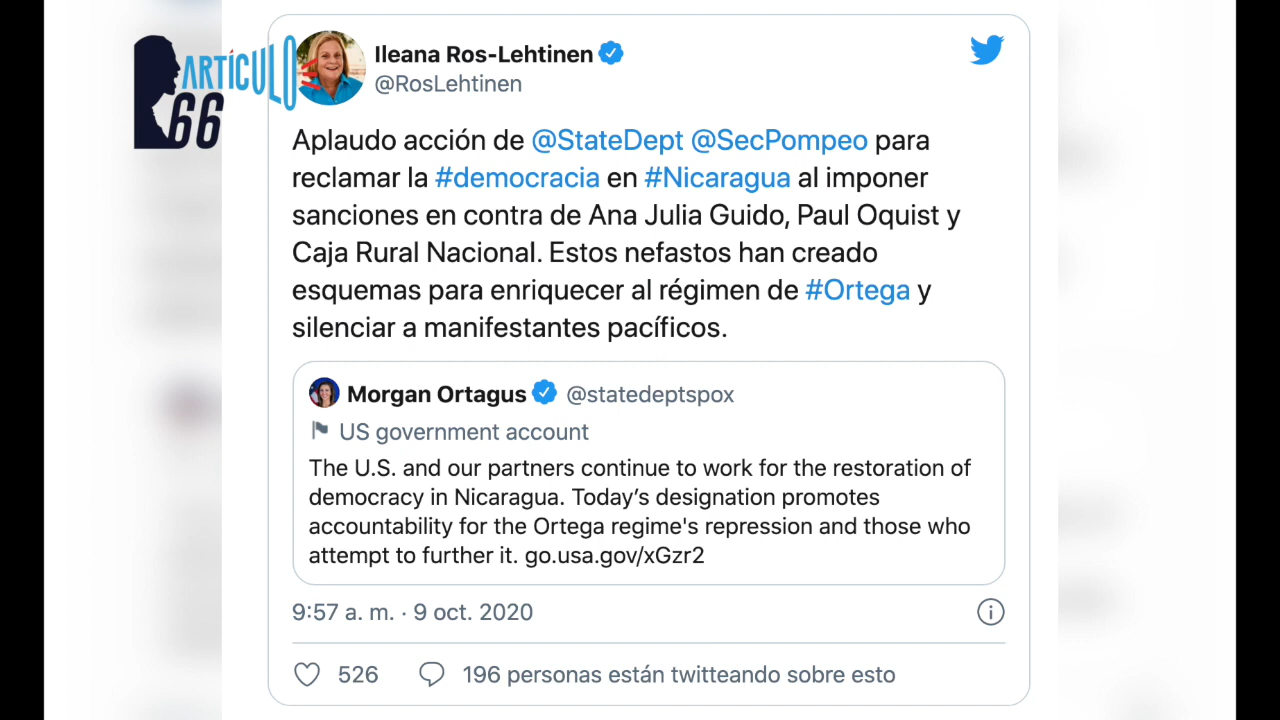 ARTÍCULO
66
Ileana Ros-Lehtinen
@RosLehtinen
Aplaudo acción de @StateDept @SecPompeo para
reclamar la #democracia en #Nicaragua al imponer
sanciones en contra de Ana Julia Guido, Paul Oquist y
Caja Rural Nacional. Estos nefastos han creado
esquemas para enriquecer al régimen de #Ortega y
silenciar a manifestantes pacíficos.
Morgan Ortagus @statedeptspox
US government account
The U.S. and our partners continue to work for the restoration of
democracy in Nicaragua. Today’s designation promotes
accountability for the Ortega regime's repression and those who
attempt to further it. go.usa.gov/xGzr2
9:57 a. m. · 9 oct. 2020
526 196 personas están twitteando sobre esto